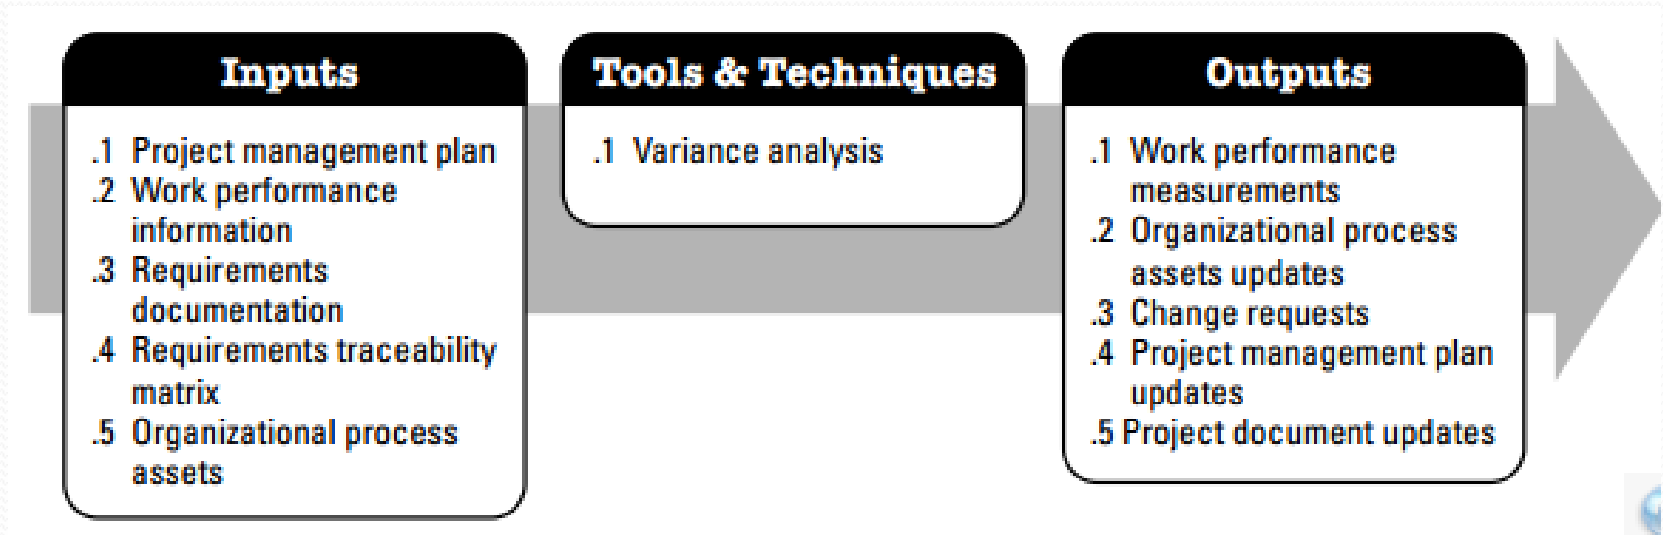 Inputs
.1 Project management plan
.2 Work performance
information
.3 Requirements
documentation
.4 Requirements traceability
matrix
.5 Organizational process
assets
Tools & Techniques
.1 Variance analysis
Outputs
.1 Work performance
measurements
.2 Organizational process
assets updates
.3 Change requests
.4 Project management plan
updates
.5 Project document updates